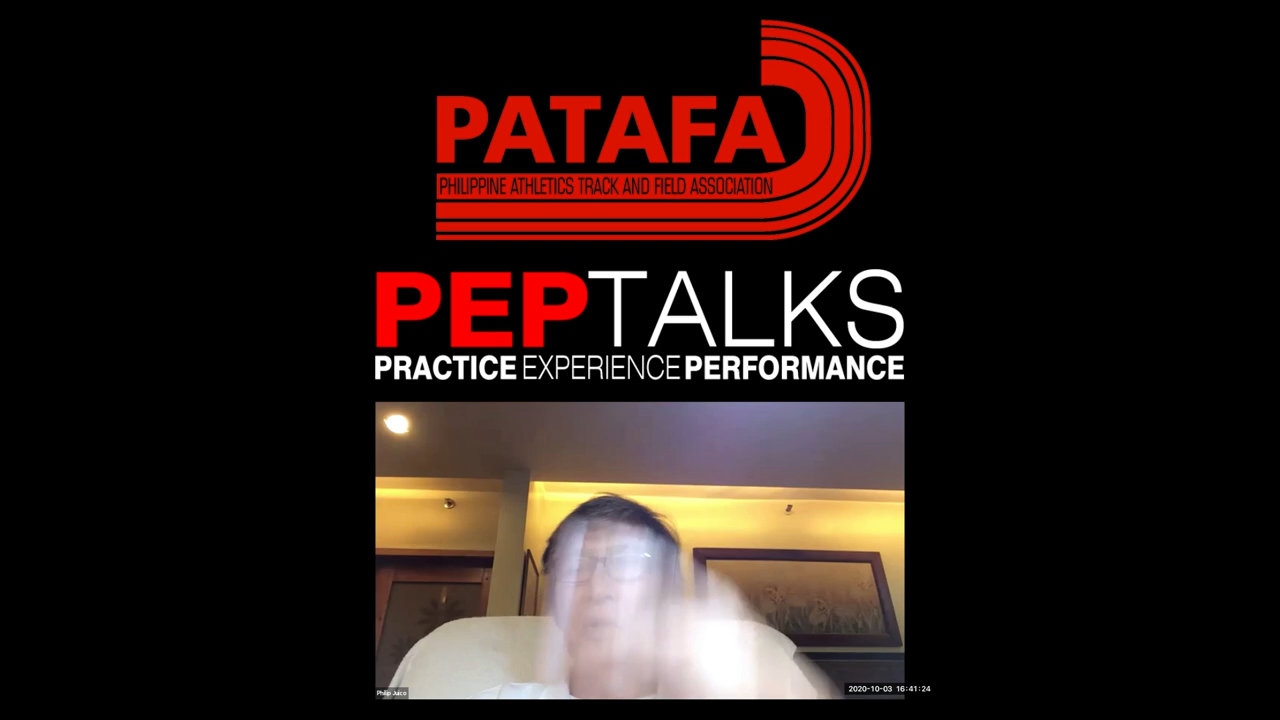 PATAFA
PHILIPPINE ATHLETICS TRACK AND FIELD ASSOCIATION
PEPTALKS
PRACTICE EXPERIENCE PERFORMANCE
Philip Juico
2020-10-03 16:41:24